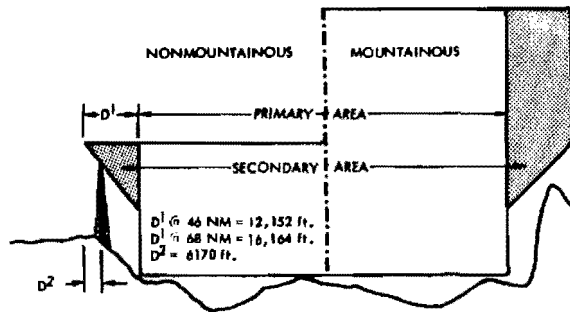 NONMOUNTAINOUS
MOUNTAINOUS
D¹
PRIMARY AREA
SECONDARY AREA
D¹ @ 46 NM = 12,152 ft.
D¹ @ 68 NM = 16,164 ft.
D² = 6170 ft.
D²